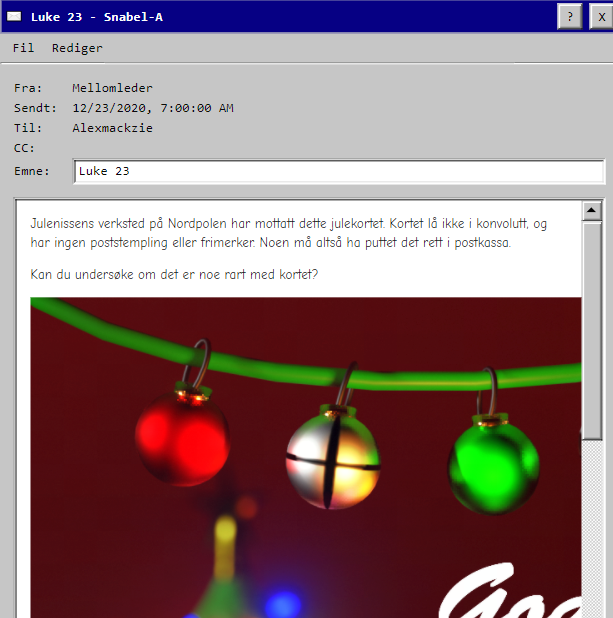 Luke 23 - Snabel-A
? X
Fil Rediger
Fra: Mellomleder
Sendt: 12/23/2020, 7:00:00 AM
Til: Alexmackzie
CC:
Emne: Luke 23
Julenissens verksted på Nordpolen har mottatt dette julekortet. Kortet lå ikke i konvolutt, og
har ingen poststempling eller frimerker. Noen må altså ha puttet det rett i postkassa.
Kan du undersøke om det er noe rart med kortet?